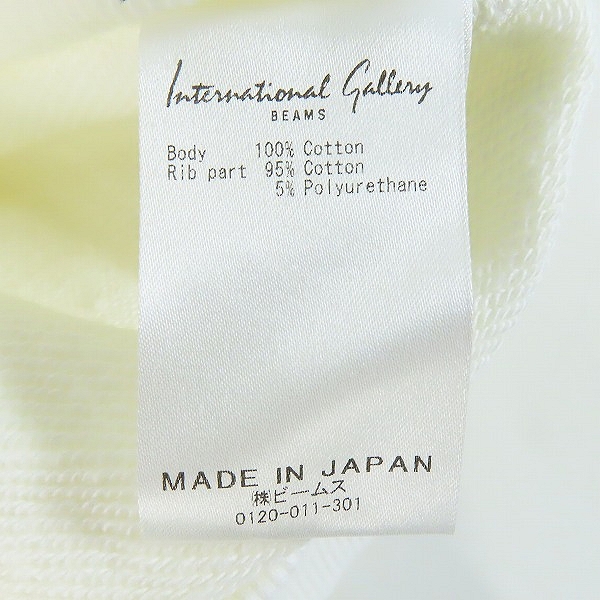 International Gallery
BEAMS
Body 100% Cotton
Rib part 95% Cotton
5% Polyurethane
MADE IN JAPAN
㈱ビームス
0120-011-301